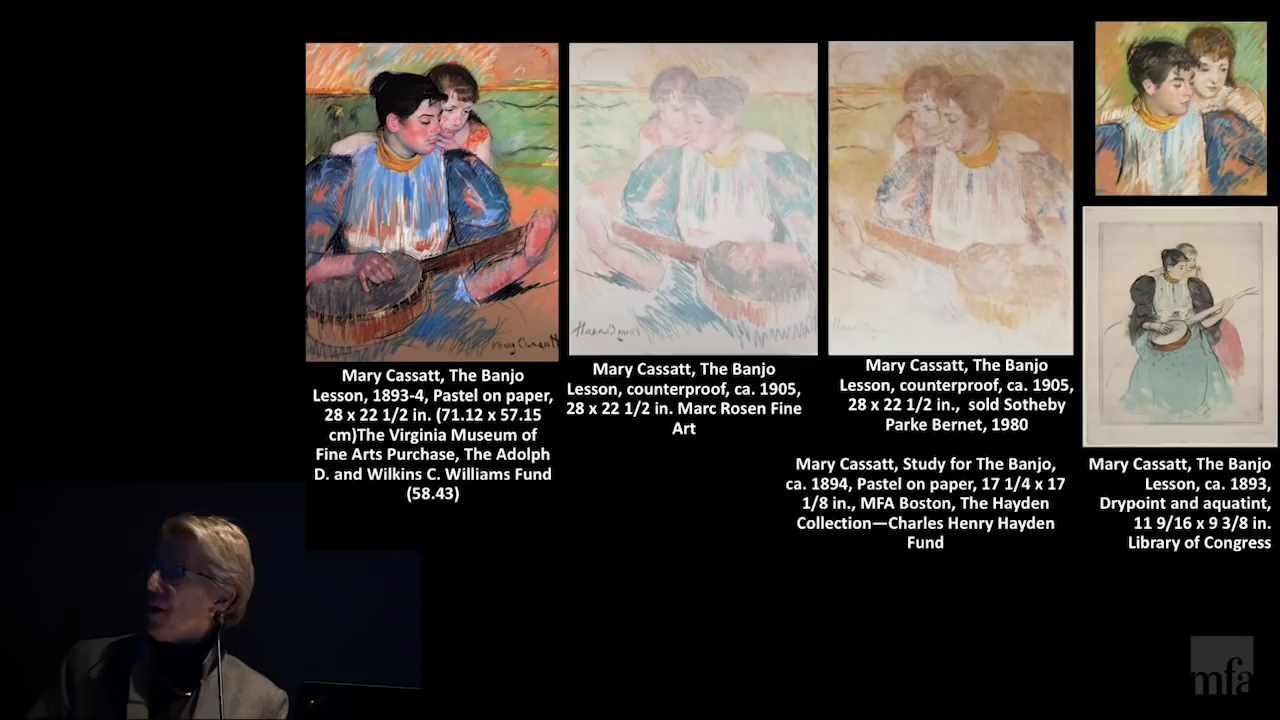 Mary Cassatt, The Banjo
Lesson, 1893-4, Pastel on paper,
28 x 22 1/2 in. (71.12 x 57.15
cm)The Virginia Museum of
Fine Arts Purchase, The Adolph
D. and Wilkins C. Williams Fund
(58.43)
Mary Cassatt, The Banjo
Lesson, counterproof, ca. 1905,
28 x 22 1/2 in. Marc Rosen Fine
Art
Mary Cassatt, The Banjo
Lesson, counterproof, ca. 1905,
28 x 22 1/2 in., sold Sotheby
Parke Bernet, 1980
Mary Cassatt, Study for The Banjo,
ca. 1894, Pastel on paper, 17 1/4 x 17
1/8 in., MFA Boston, The Hayden
Collection—Charles Henry Hayden
Fund
Mary Cassatt, The Banjo
Lesson, ca. 1893,
Drypoint and aquatint,
11 9/16 x 9 3/8 in.
Library of Congress
Mary Cassatt
mfa